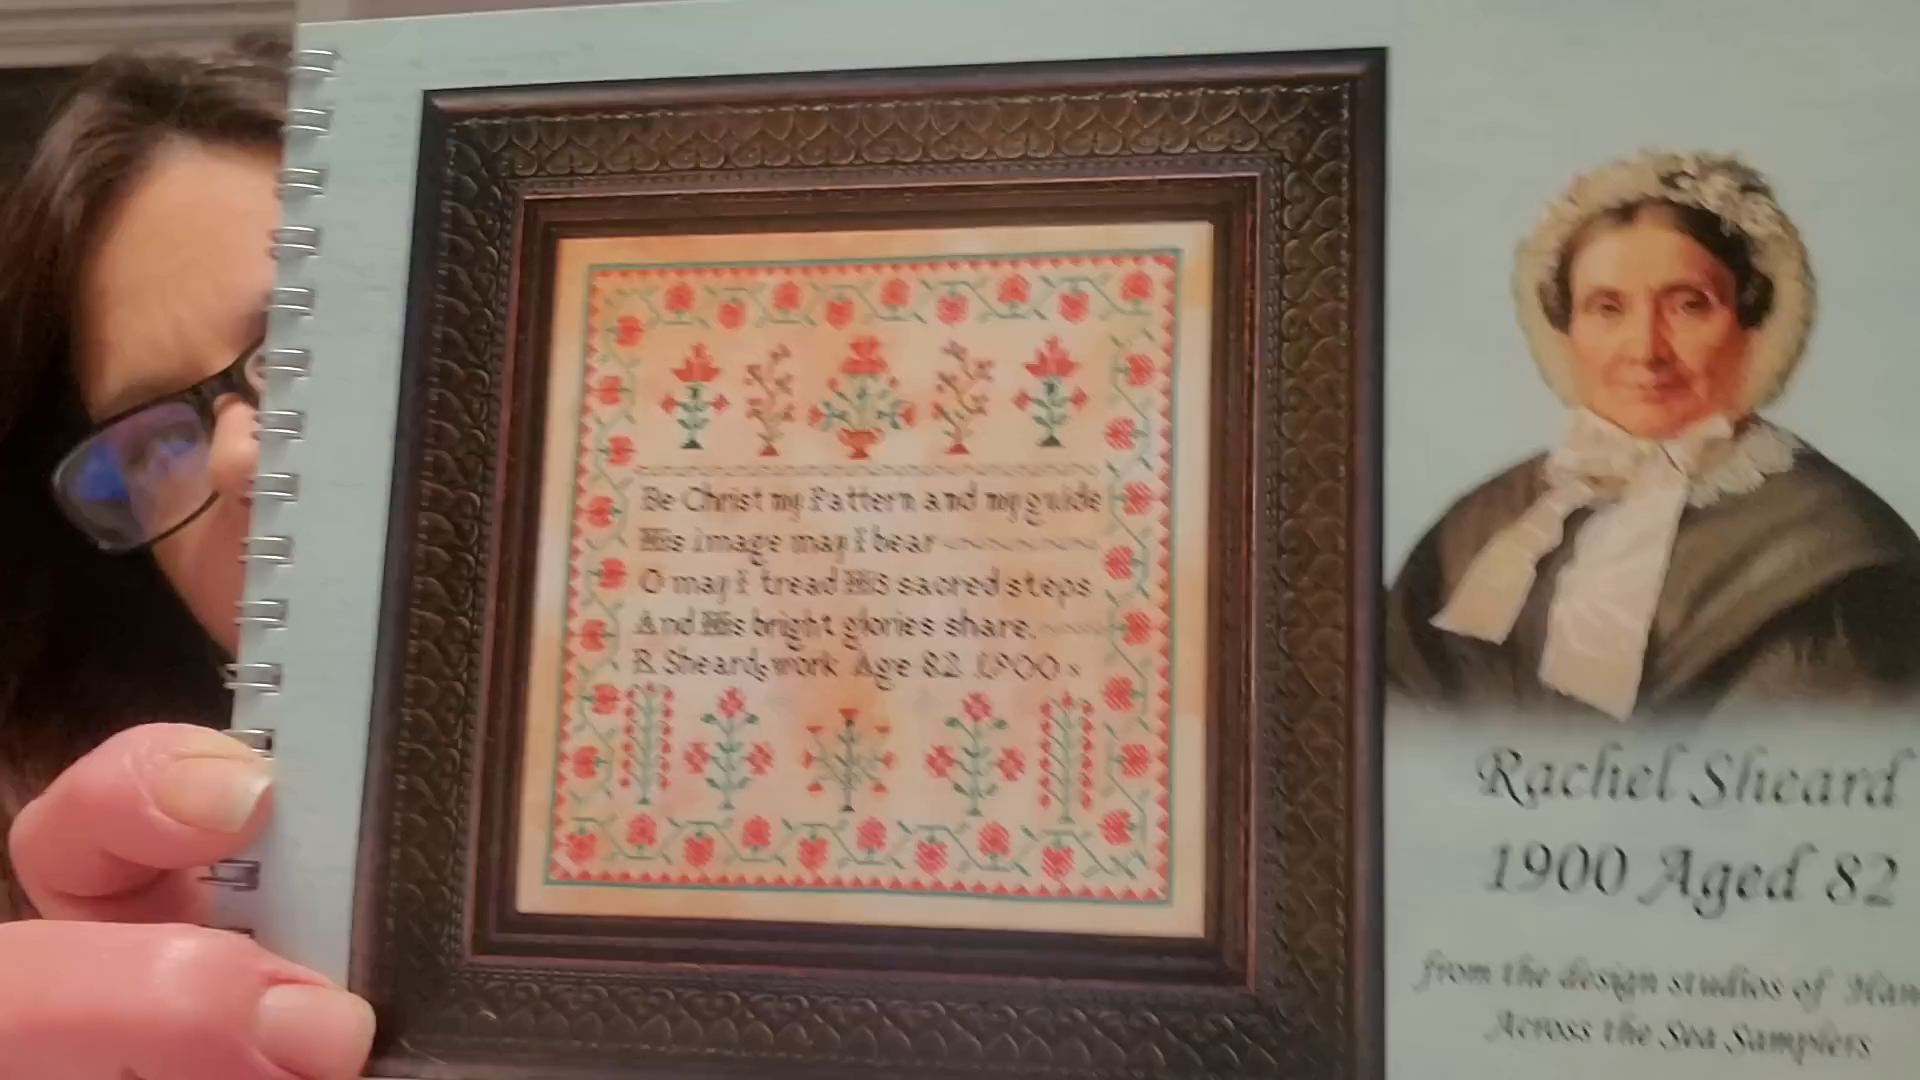 Be Christ my Pattern and my guide
His image may I bear
O may I tread His sacred steps
And His bright glories share.
R. Sheards work Age 82 1900
Rachel Sheard
1900 Aged 82
from the design studios of
Across the Sea Samplers